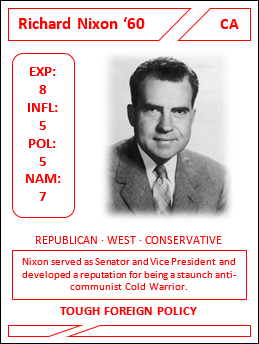 Richard Nixon ‘60
CA
EXP:
8
INFL:
5
POL:
5
NAM:
7
REPUBLICAN · WEST · CONSERVATIVE
Nixon served as Senator and Vice President and
developed a reputation for being a staunch anti-
communist Cold Warrior.
TOUGH FOREIGN POLICY